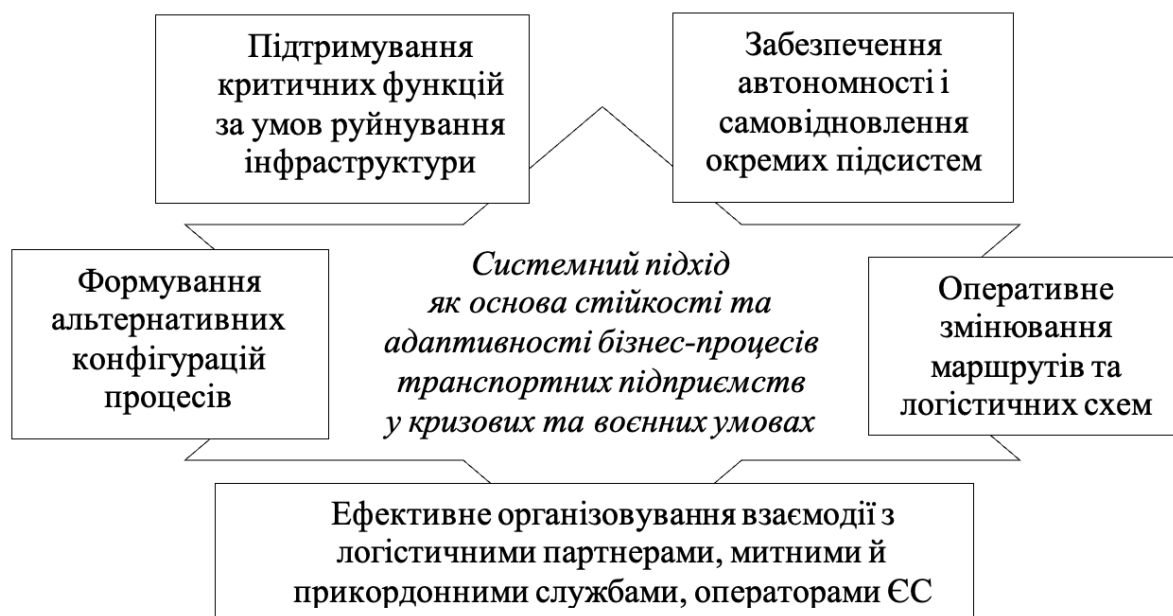 Підтримування
критичних функцій
за умов руйнування
інфраструктури
Забезпечення
автономності і
самовідновлення
окремих підсистем
Формування
альтернативних
конфігурацій
процесів
Системний підхід
як основа стійкості та
адаптивності бізнес-процесів
транспортних підприємств
у кризових та воєнних умовах
Оперативне
змінювання
маршрутів та
логістичних схем
Ефективне організовування взаємодії з
логістичними партнерами, митними й
прикордонними службами, операторами ЄС